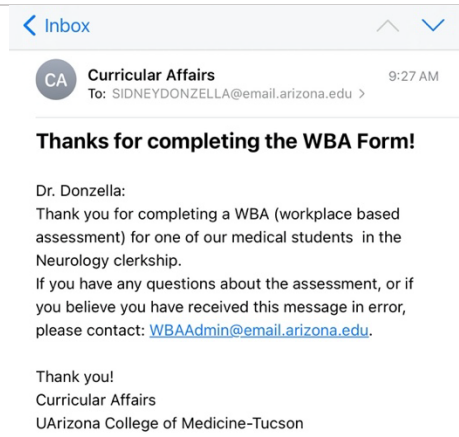 Inbox
CA
Curricular Affairs
9:27 AM
To: SIDNEYDONZELLA@email.arizona.edu >
Thanks for completing the WBA Form!
Dr. Donzella:
Thank you for completing a WBA (workplace based
assessment) for one of our medical students in the
Neurology clerkship.
If you have any questions about the assessment, or if
you believe you have received this message in error,
please contact: WBAAdmin@email.arizona.edu.
Thank you!
Curricular Affairs
UArizona College of Medicine-Tucson